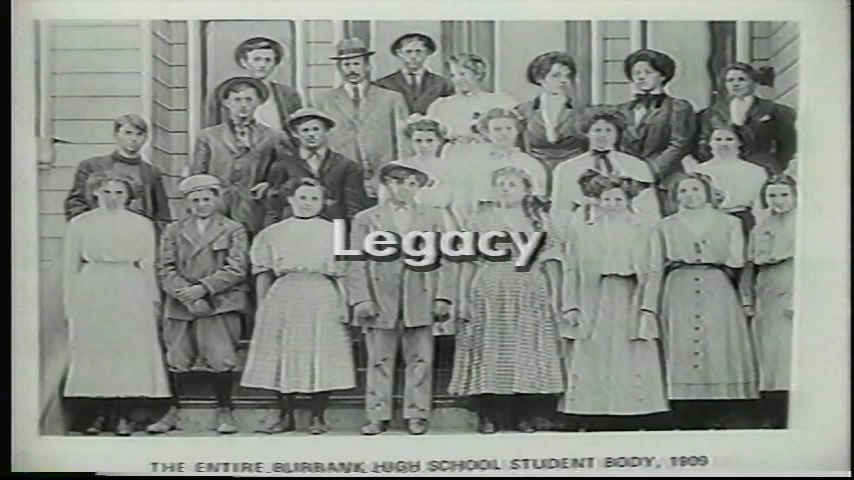 Legacy
THE ENTIRE BURBANK HIGH SCHOOL STUDENT BODY, 1909